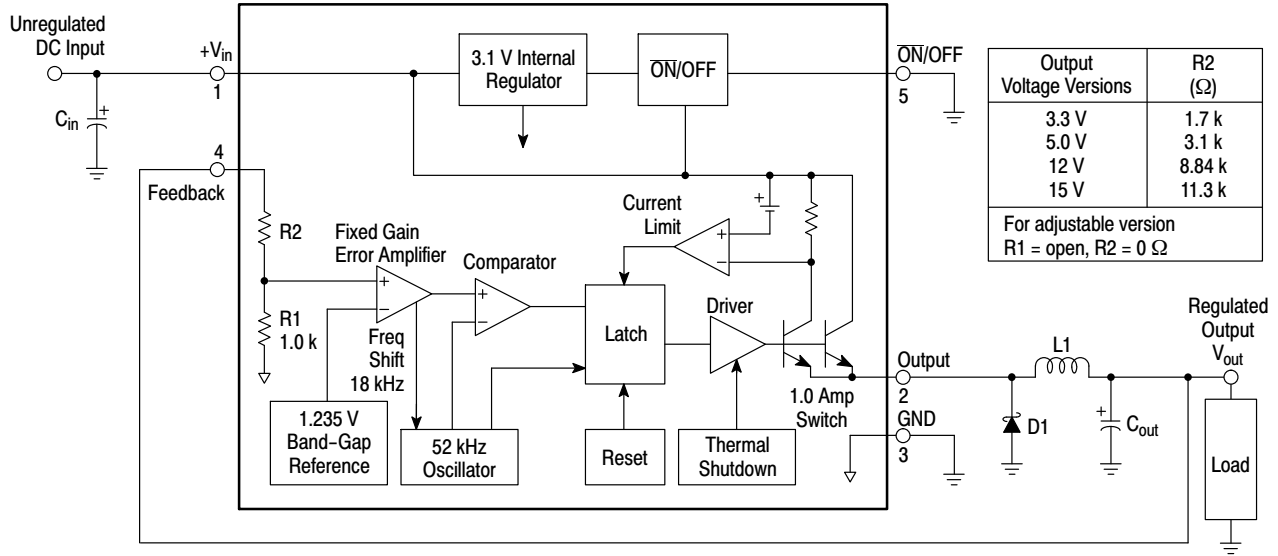 Unregulated
DC Input
+Vin
1
Cin
4
Feedback
3.1 V Internal
Regulator
O̅N̅/OFF
O̅N̅/OFF
5
Output
Voltage Versions
R2
(Ω)
3.3 V
1.7 k
5.0 V
3.1 k
12 V
8.84 k
15 V
11.3 k
For adjustable version
R1 = open, R2 = 0 Ω
R2
R1
1.0 k
Fixed Gain
Error Amplifier
+
−
Freq
Shift
18 kHz
Comparator
+
−
Current
Limit
+
−
+
Latch
Driver
1.0 Amp
Switch
1.235 V
Band−Gap
Reference
52 kHz
Oscillator
Reset
Thermal
Shutdown
Output
2
GND
3
D1
L1
+
Cout
Regulated
Output
Vout
Load
+